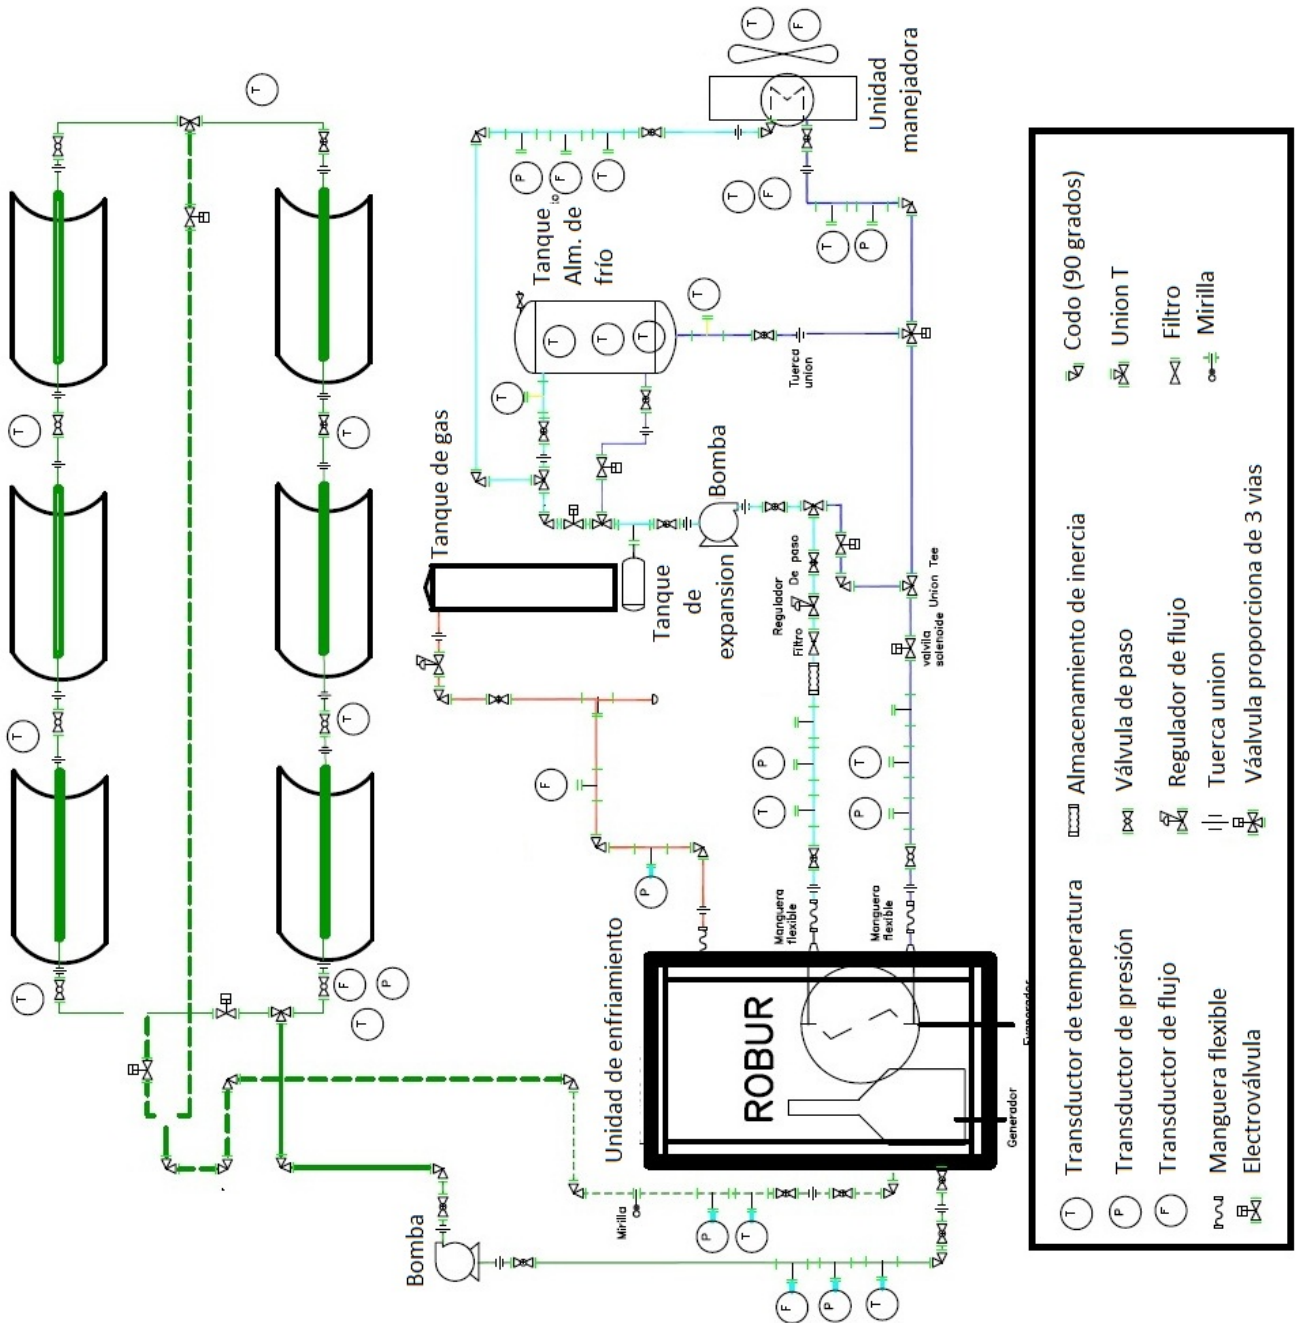 T
F
Unidad
manejadora
T
P
F
T
T
F
T
P
Tanque
io
Alm. de
frío
T
T
T
T
T
Tuerca
union
T
T
T
T
T
F
P
T
Tanque de gas
Bomba
Tanque
de
expansion
Regulador
De paso
Filtro
Union Tee
valvila
solenoide
F
P
P
T
T
P
Manguera
flexible
Manguera
flexible
Unidad de enfriamiento
ROBUR
Evaporador
Generador
Mirilla
P
T
Bomba
F
P
T
T Transductor de temperatura
P Transductor de presión
F Transductor de flujo
Manguera flexible
Electroválvula
Almacenamiento de inercia
Válvula de paso
Regulador de flujo
Tuerca union
Váalvula proporciona de 3 vias
Codo (90 grados)
Union T
Filtro
Mirilla